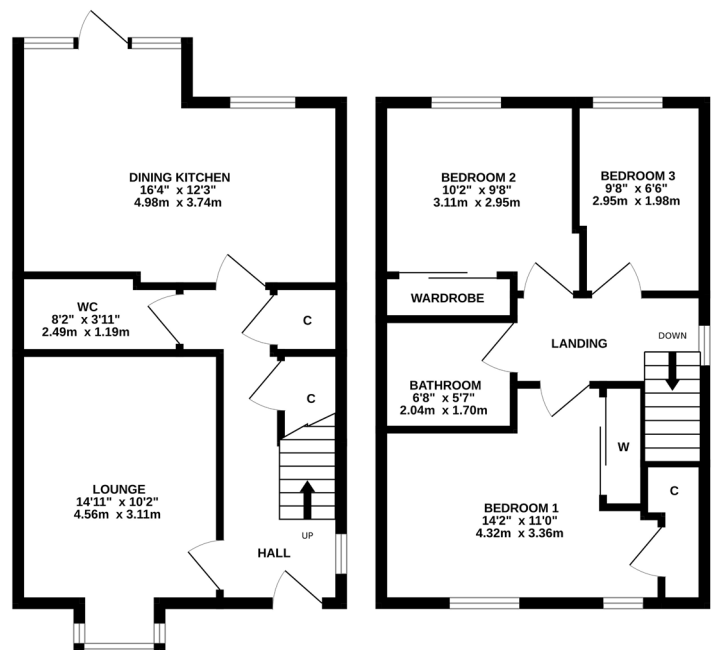 DINING KITCHEN
16'4" x 12'3"
4.98m x 3.74m
WC
8'2" x 3'11"
2.49m x 1.19m
C
C
LOUNGE
14'11" x 10'2"
4.56m x 3.11m
UP
HALL
BEDROOM 2
10'2" x 9'8"
3.11m x 2.95m
BEDROOM 3
9'8" x 6'6"
2.95m x 1.98m
WARDROBE
LANDING
DOWN
BATHROOM
6'8" x 5'7"
2.04m x 1.70m
W
C
BEDROOM 1
14'2" x 11'0"
4.32m x 3.36m